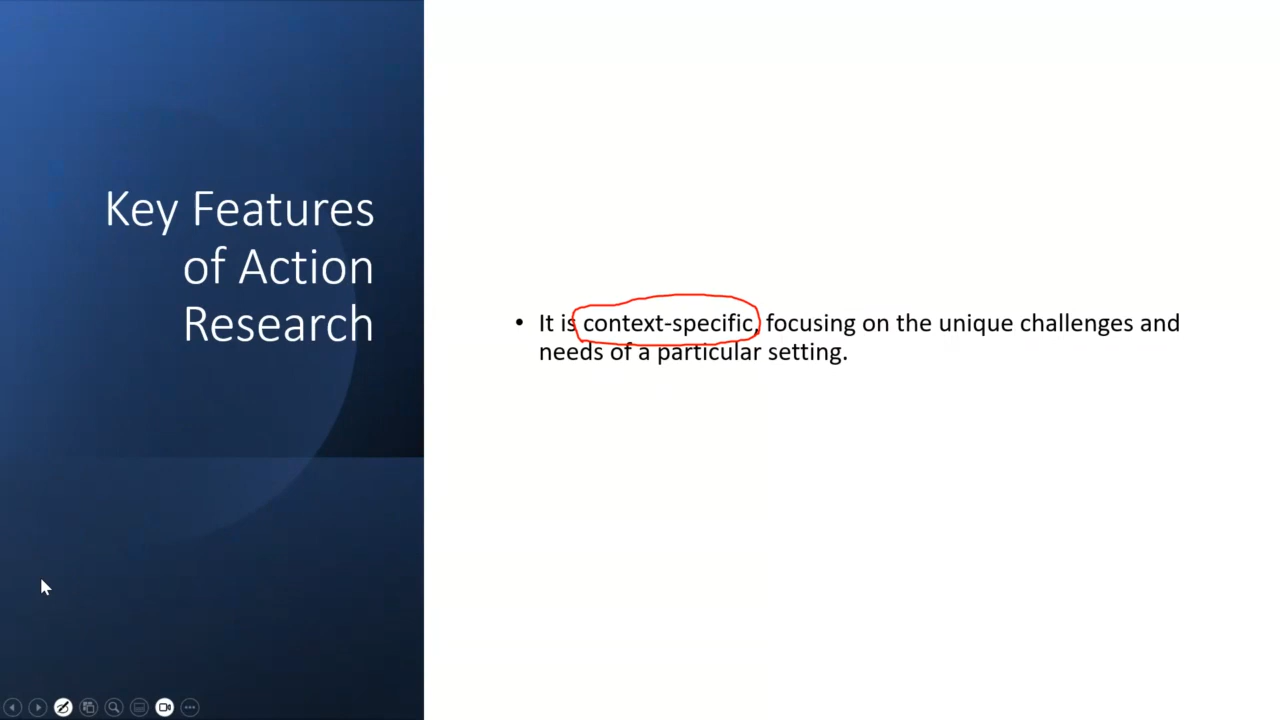 Key Features
of Action
Research
• It is context-specific, focusing on the unique challenges and
needs of a particular setting.